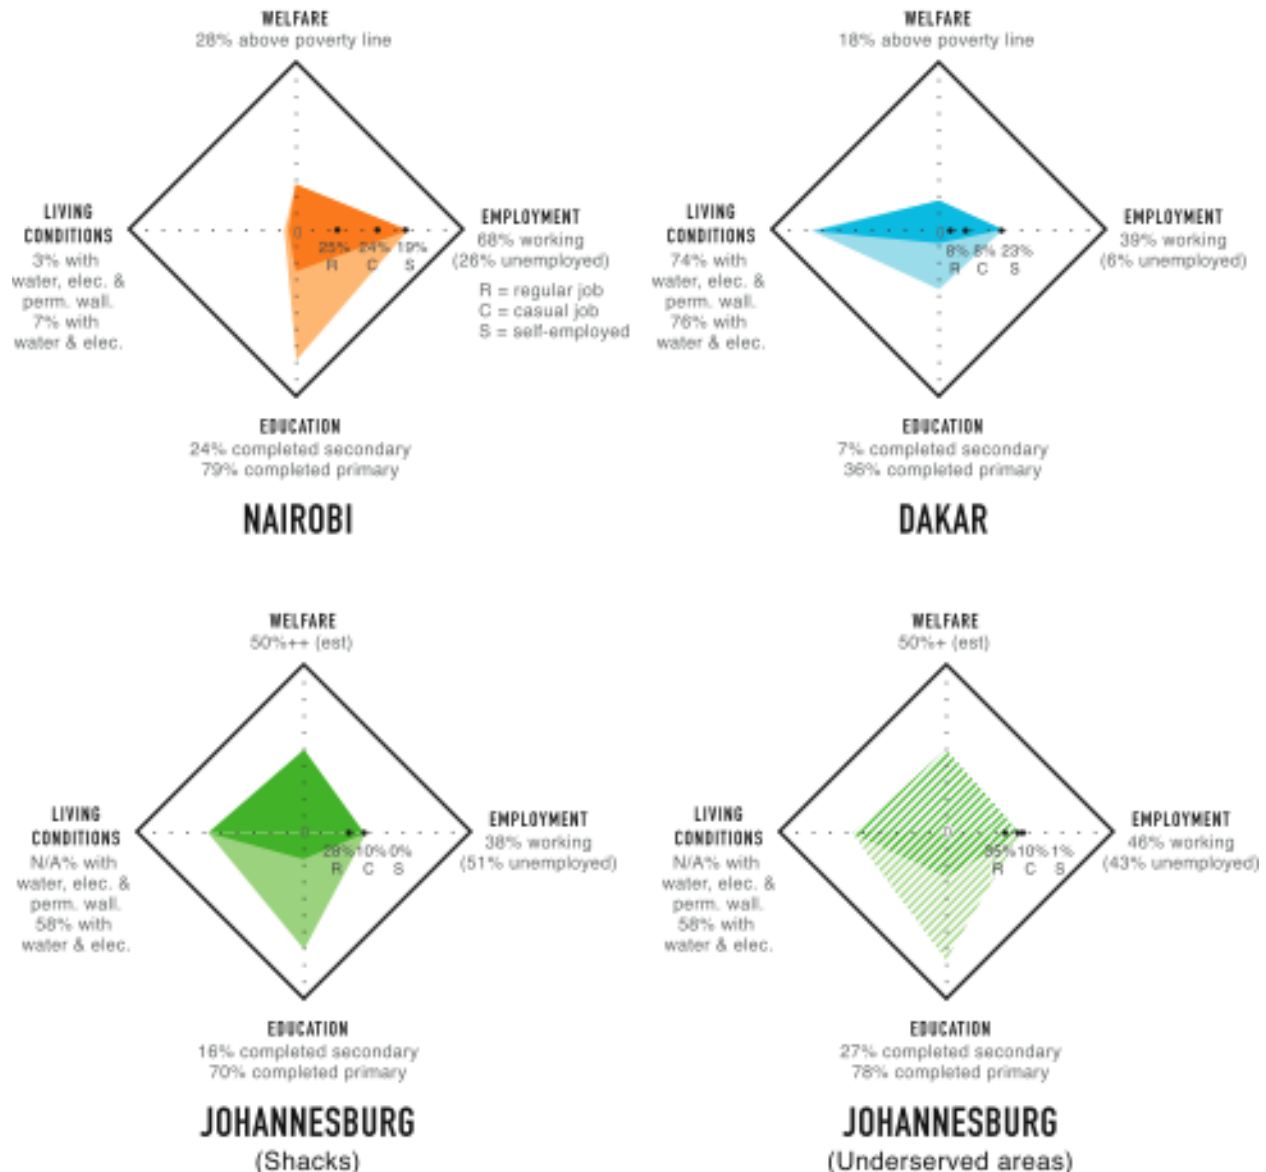 WELFARE
28% above poverty line
LIVING
CONDITIONS
3% with
water, elec. &
perm. wall.
7% with
water & elec.
0
25% 24% 19%
R C S
EMPLOYMENT
68% working
(26% unemployed)
R = regular job
C = casual job
S = self-employed
EDUCATION
24% completed secondary
79% completed primary
NAIROBI
WELFARE
18% above poverty line
LIVING
CONDITIONS
74% with
water, elec. &
perm. wall.
76% with
water & elec.
0
8% 8% 23%
R C S
EMPLOYMENT
39% working
(6% unemployed)
EDUCATION
7% completed secondary
36% completed primary
DAKAR
WELFARE
50%++ (est)
LIVING
CONDITIONS
N/A% with
water, elec. &
perm. wall.
58% with
water & elec.
0
28% 10% 0%
R C S
EMPLOYMENT
38% working
(51% unemployed)
EDUCATION
16% completed secondary
70% completed primary
JOHANNESBURG
(Shacks)
WELFARE
50%+ (est)
LIVING
CONDITIONS
N/A% with
water, elec. &
perm. wall.
58% with
water & elec.
0
35% 10% 1%
R C S
EMPLOYMENT
46% working
(43% unemployed)
EDUCATION
27% completed secondary
78% completed primary
JOHANNESBURG
(Underserved areas)